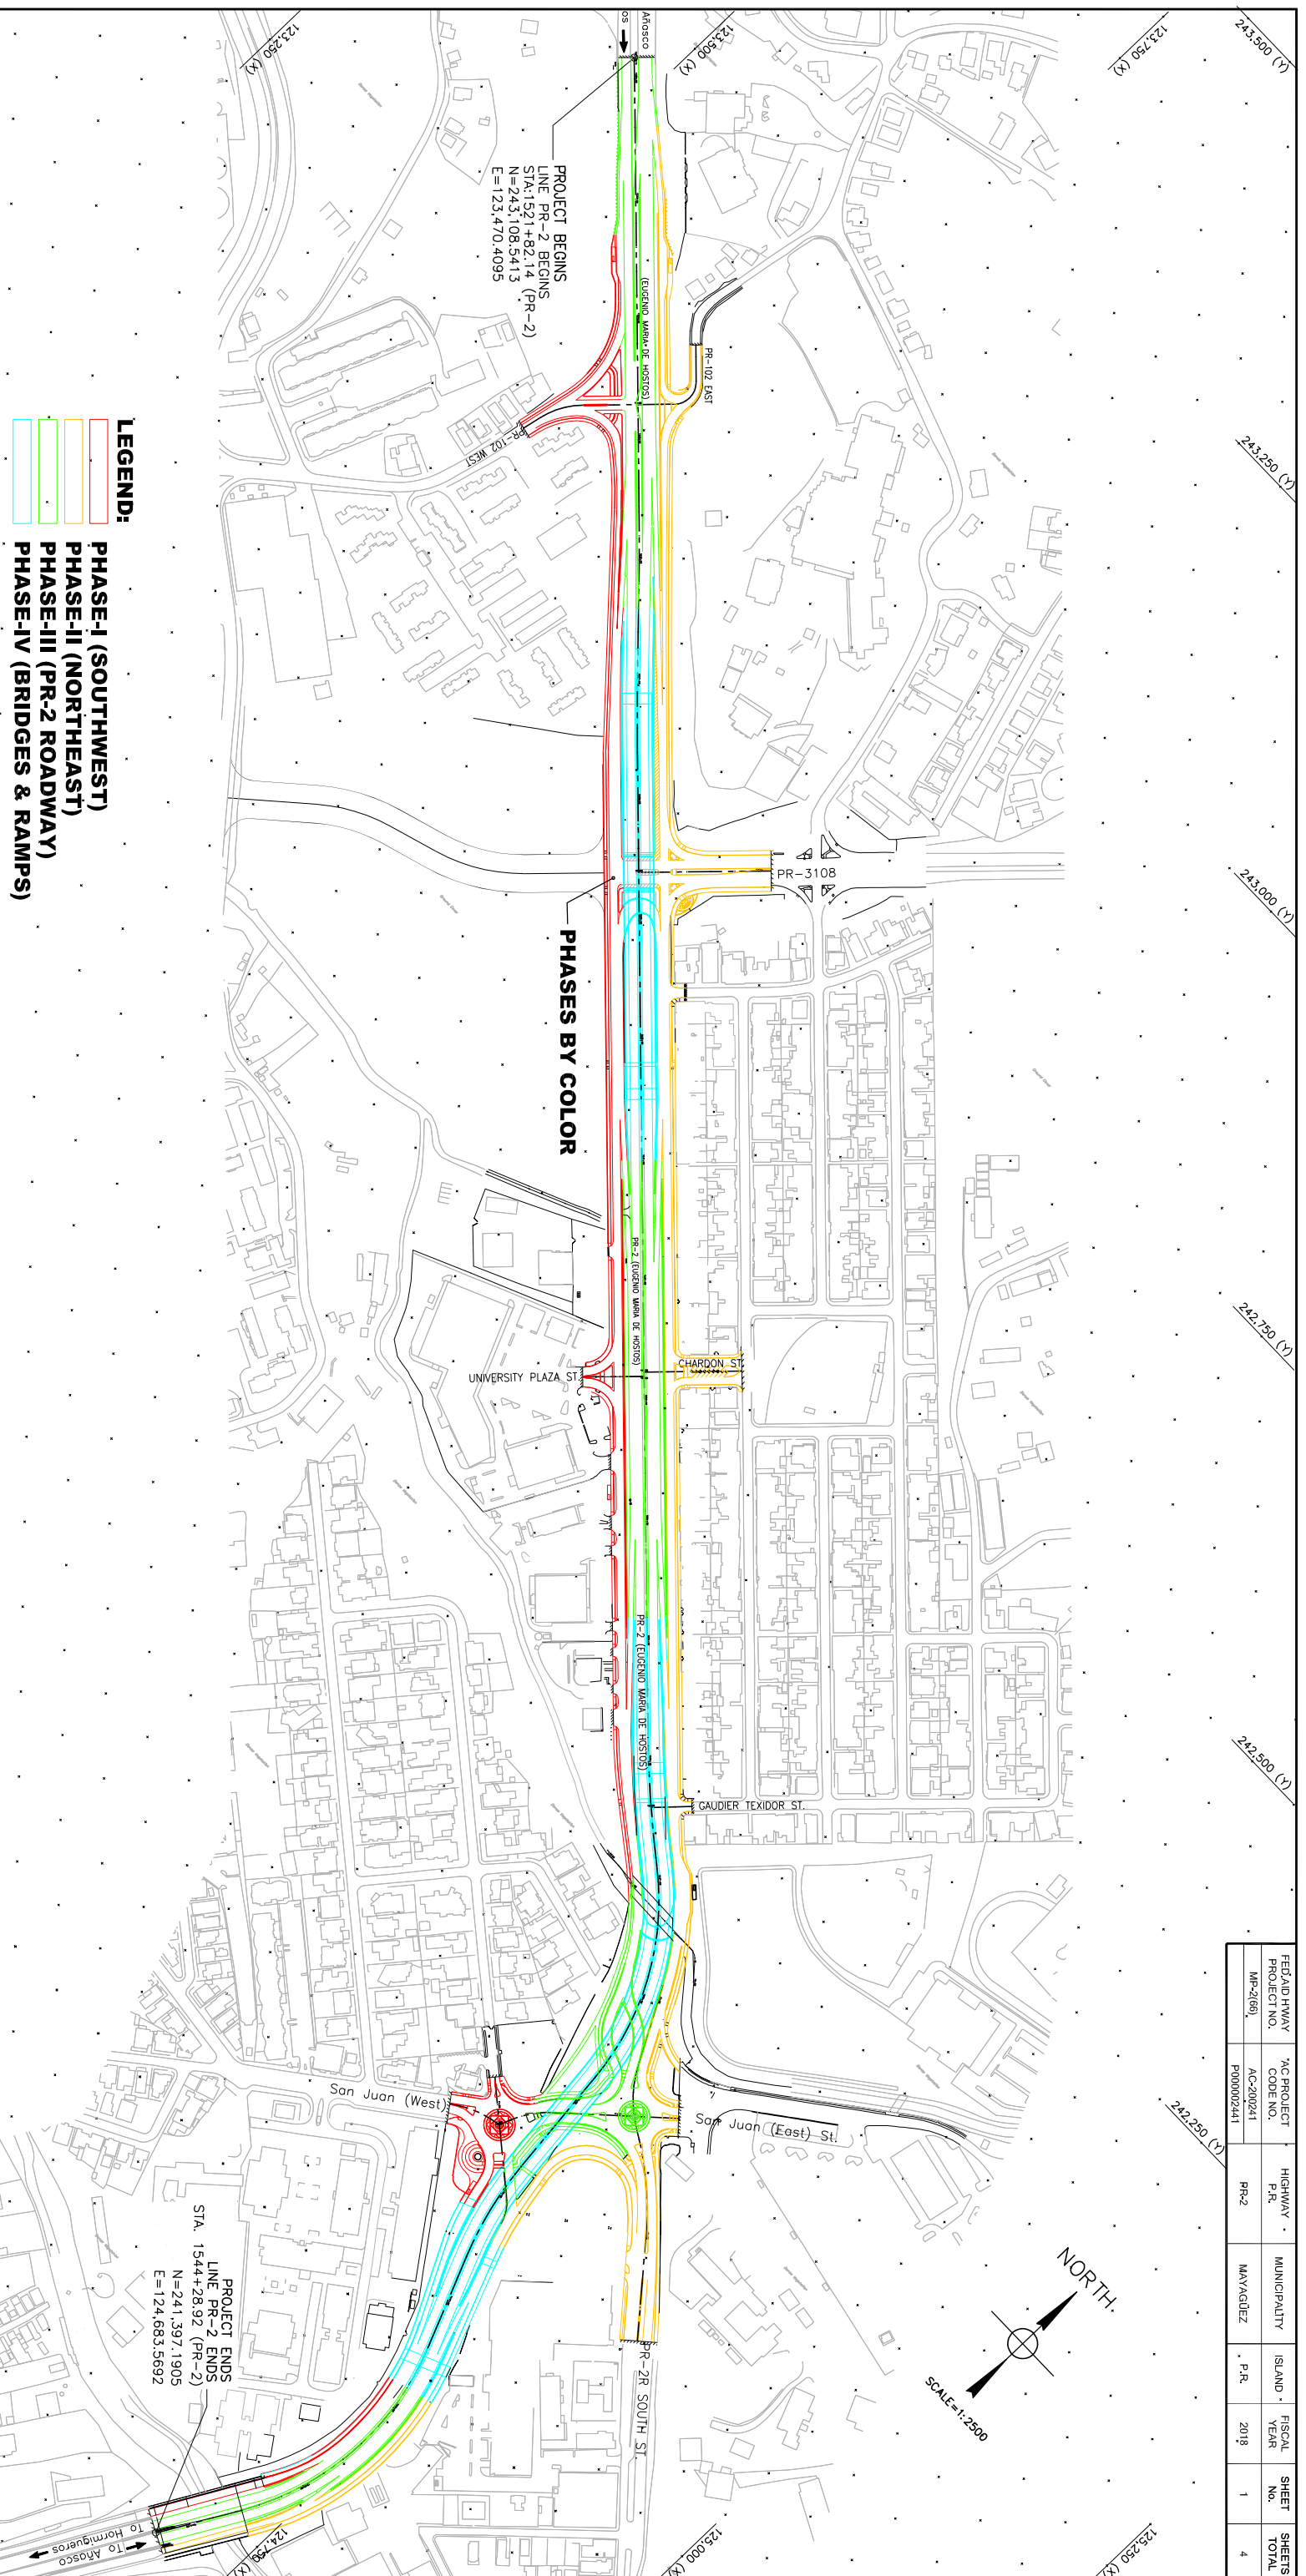 FED.AID HWAY PROJECT NO.
"AC PROJECT CODE NO.
HIGHWAY P.R.
MUNICIPALITY
ISLAND
FISCAL YEAR
SHEET No.
SHEETS TOTAL
MP-2(66)
AC-200241
P000002441
PR-2
MAYAGÜEZ
P.R.
2018
1
4
243,500 (Y)
243,250 (Y)
243,000 (Y)
242,750 (Y)
242,500 (Y)
242,250 (Y)
123,250 (X)
123,500 (X)
123,750 (X)
124,750 (X)
125,000 (X)
125,250 (X)
NORTH.
SCALE=1:2500
Añasco
os
PROJECT BEGINS
LINE PR-2 BEGINS
STA:1521+82.14 (PR-2)
N=243,108.5413
E=123,470.4095
(EUGENIO MARIA DE HOSTOS)
PR-102 EAST
PR-102 WEST
PR-3108
PHASES BY COLOR
PR-2 (EUGENIO MARIA DE HOSTOS)
CHARDON ST.
UNIVERSITY PLAZA ST.
PR-2 (EUGENIO MARIA DE HOSTOS)
GAUDIER TEXIDOR ST.
San Juan (West)
San Juan (East) St.
PR-2R SOUTH ST.
PROJECT ENDS
LINE PR-2 ENDS
STA. 1544+28.92 (PR-2)
N=241,397.1905
E=124,683.5692
To Añasco
To Hormigueros
LEGEND:
PHASE-I (SOUTHWEST)
PHASE-II (NORTHEAST)
PHASE-III (PR-2 ROADWAY)
PHASE-IV (BRIDGES & RAMPS)